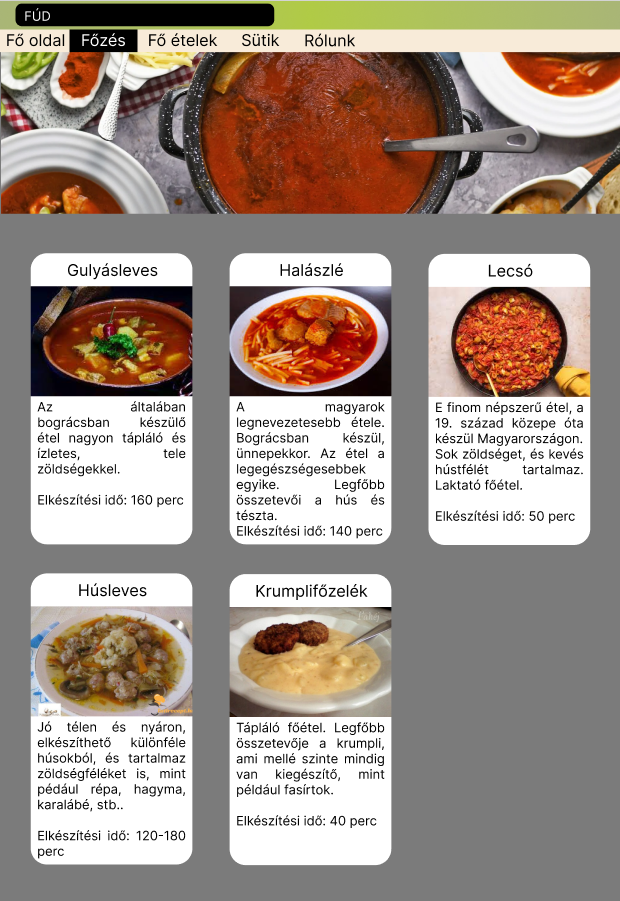 FÚD
Fő oldal Főzés Fő ételek Sütik Rólunk
Gulyásleves
Az általában
bográcsban készülő
étel nagyon tápláló és
ízletes, tele
zöldségekkel.
Elkészítési idő: 160 perc
Halászlé
A magyarok
legnevezetesebb étele.
Bográcsban készül,
ünnepekkor. Az étel a
legegészségesebbek
egyike. Legfőbb
összetevői a hús és
tészta.
Elkészítési idő: 140 perc
Lecsó
E finom népszerű étel, a
19. század közepe óta
készül Magyarországon.
Sok zöldséget, és kevés
hústfélét tartalmaz.
Laktató főétel.
Elkészítési idő: 50 perc
Húsleves
Jó télen és nyáron,
elkészíthető különféle
húsokból, és tartalmaz
zöldségféléket is, mint
pédául répa, hagyma,
karalábé, stb..
Elkészítési idő: 120-180
perc
Krumplifőzelék
Tápláló főétel. Legfőbb
összetevője a krumpli,
ami mellé szinte mindig
van kiegészítő, mint
például fasírtok.
Elkészítési idő: 40 perc